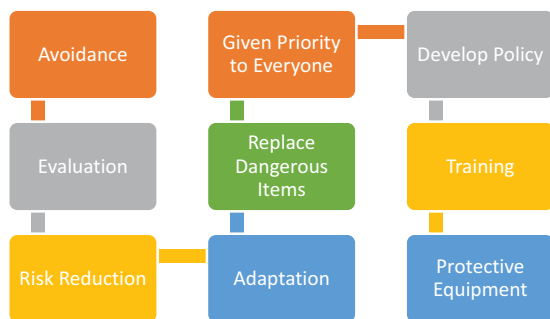 Avoidance
Evaluation
Risk Reduction
Adaptation
Replace
Dangerous
Items
Given Priority
to Everyone
Develop Policy
Training
Protective
Equipment